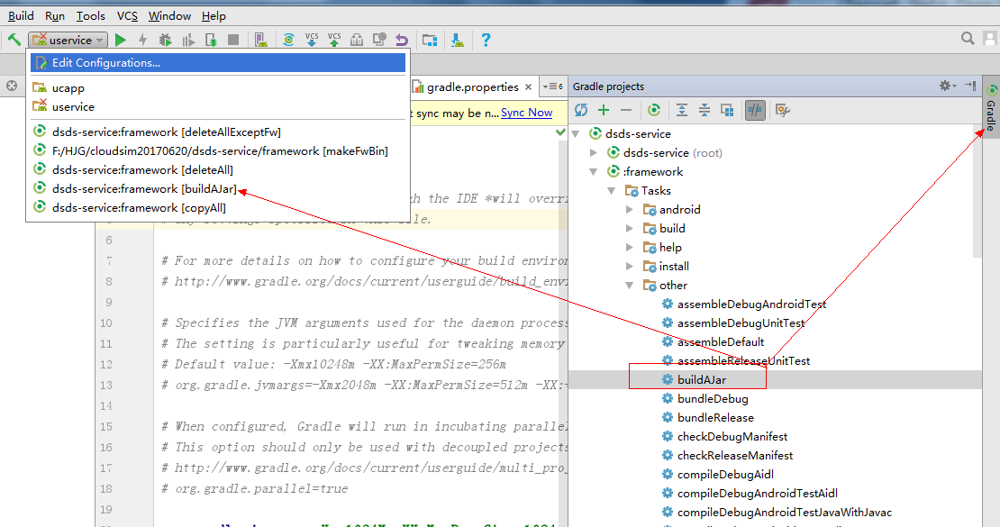 Build Run Tools VCS Window Help
uservice VCS VCS ?
Edit Configurations...
ucapp
uservice
dsds-service:framework [deleteAllExceptFw]
F:/HJG/cloudsim20170620/dsds-service/framework [makeFwBin]
dsds-service:framework [deleteAll]
dsds-service:framework [buildAJar]
dsds-service:framework [copyAll]
gradle.properties 6
t sync may be n... Sync Now
gh the IDE *will overri
6
7 # For more details on how to configure your build environ
8 # http://www.gradle.org/docs/current/userguide/build_envi
9
10 # Specifies the JVM arguments used for the daemon process
11 # The setting is particularly useful for tweaking memory
12 # Default value: -Xmx10248m -XX:MaxPermSize=256m
13 # org.gradle.jvmargs=-Xmx2048m -XX:MaxPermSize=512m -XX:+
14
15 # When configured, Gradle will run in incubating parallel
16 # This option should only be used with decoupled projects
17 # http://www.gradle.org/docs/current/userguide/multi_pro
18 # org.gradle.parallel=true
19
Gradle projects
Gradle
dsds-service
dsds-service (root)
:framework
Tasks
android
build
help
install
other
assembleDebugAndroidTest
assembleDebugUnitTest
assembleDefault
assembleReleaseUnitTest
buildAJar
bundleDebug
bundleRelease
checkDebugManifest
checkReleaseManifest
compileDebugAidl
compileDebugAndroidTestAidl
compileDebugAndroidTestJavaWithJavac